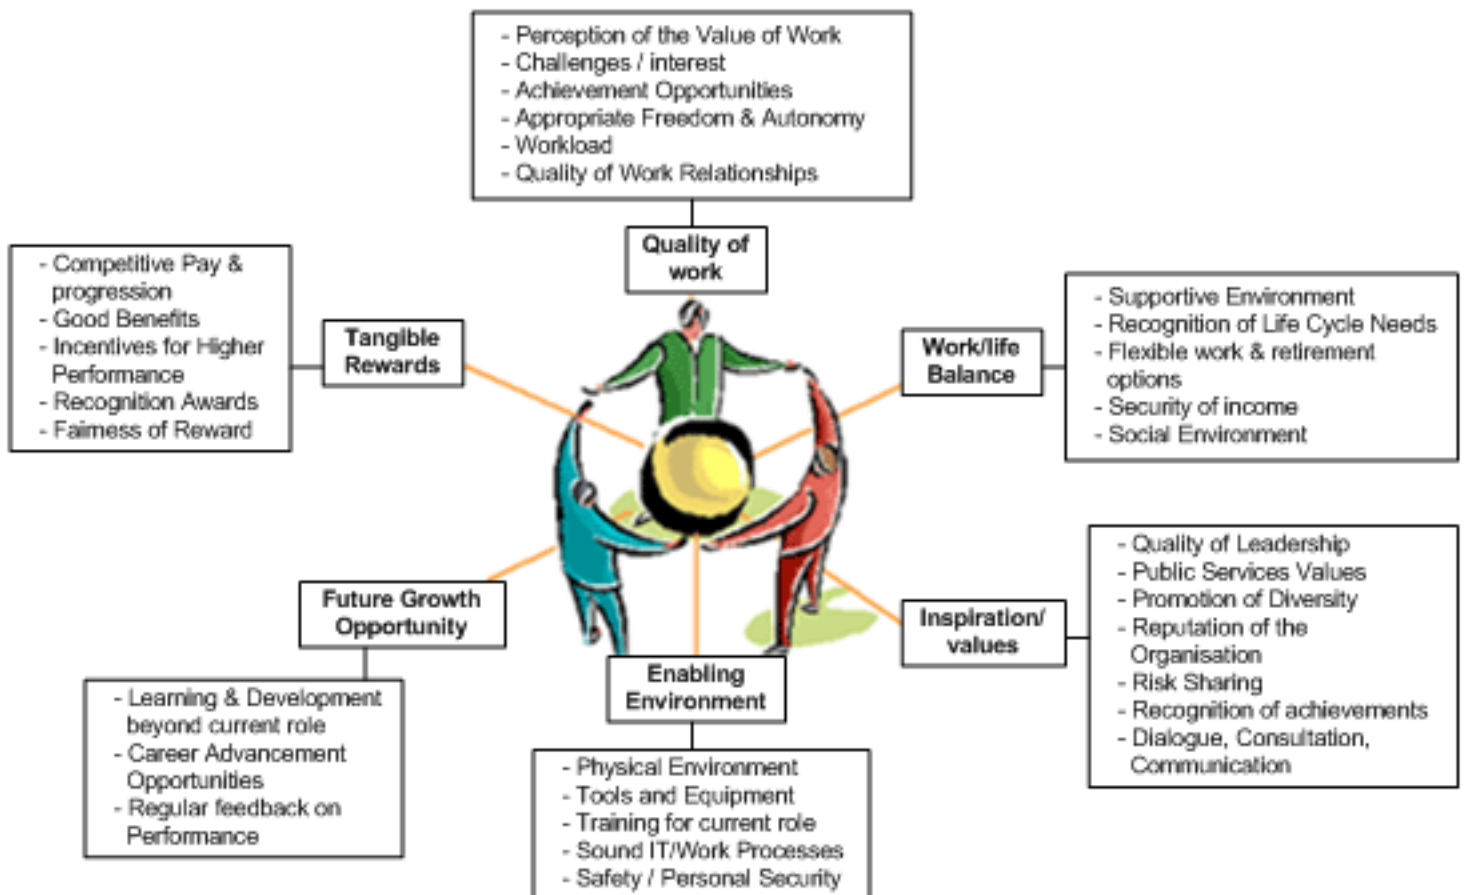 - Perception of the Value of Work
- Challenges / interest
- Achievement Opportunities
- Appropriate Freedom & Autonomy
- Workload
- Quality of Work Relationships
Quality of
work
- Competitive Pay &
progression
- Good Benefits
- Incentives for Higher
Performance
- Recognition Awards
- Fairness of Reward
Tangible
Rewards
Work/life
Balance
- Supportive Environment
- Recognition of Life Cycle Needs
- Flexible work & retirement
options
- Security of income
- Social Environment
Future Growth
Opportunity
- Learning & Development
beyond current role
- Career Advancement
Opportunities
- Regular feedback on
Performance
Enabling
Environment
- Physical Environment
- Tools and Equipment
- Training for current role
- Sound IT/Work Processes
- Safety / Personal Security
Inspiration/
values
- Quality of Leadership
- Public Services Values
- Promotion of Diversity
- Reputation of the
Organisation
- Risk Sharing
- Recognition of achievements
- Dialogue, Consultation,
Communication